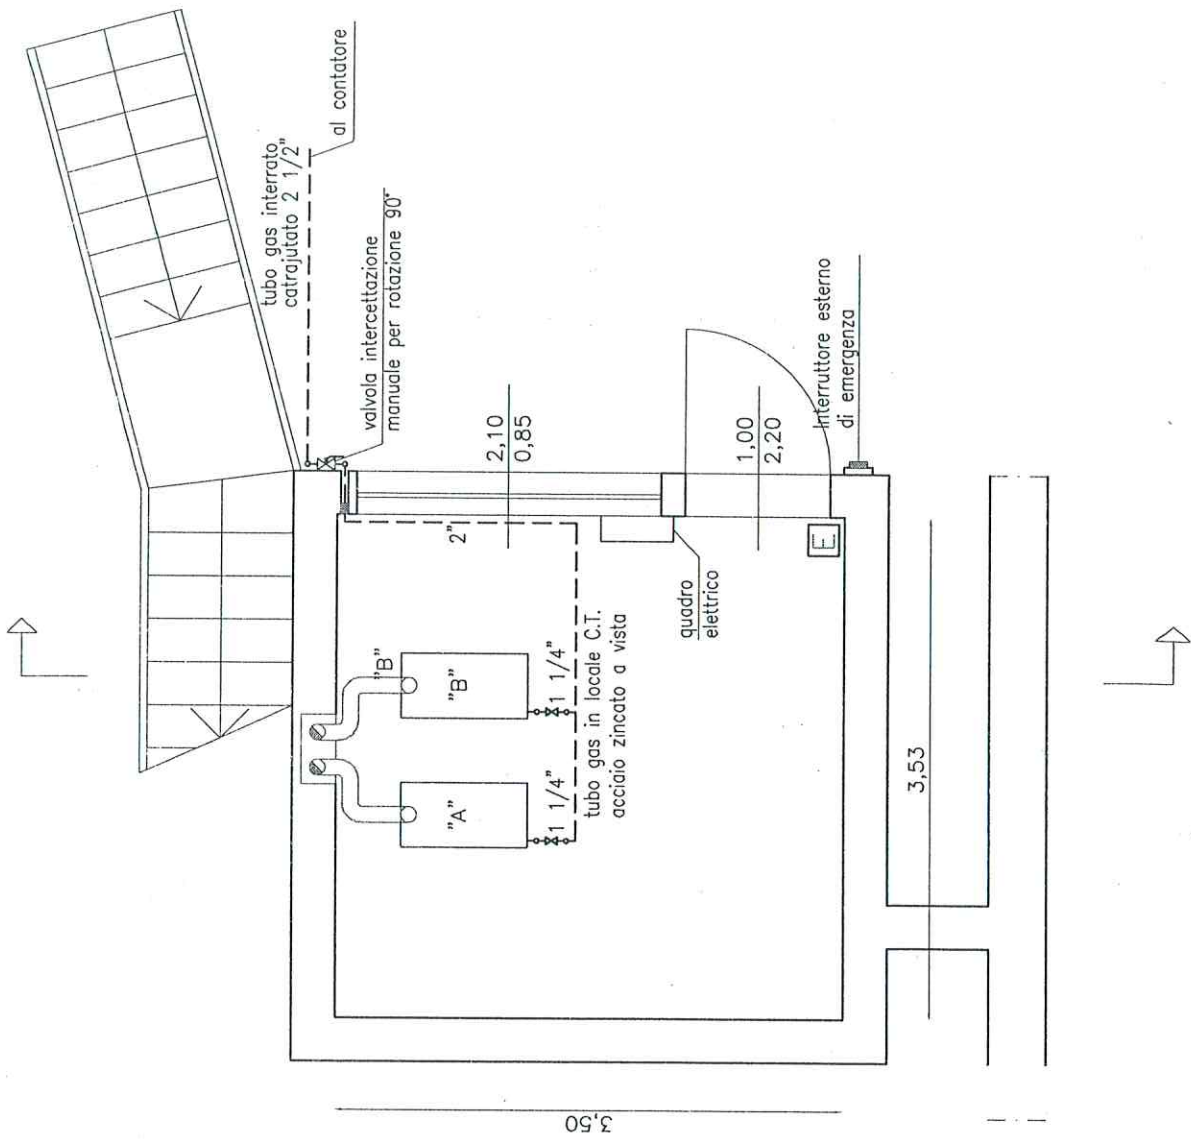 al contatore
tubo gas interrato
catrajutato 2 1/2"
valvola intercettazione
manuale per rotazione 90°
2,10
0,85
1,00
2,20
Interruttore esterno
di emergenza
2"
E
quadro
elettrico
"B"
"B"
"A"
1 1/4"
1 1/4"
tubo gas in locale C.T.
acciaio zincato a vista
3,53
3,50